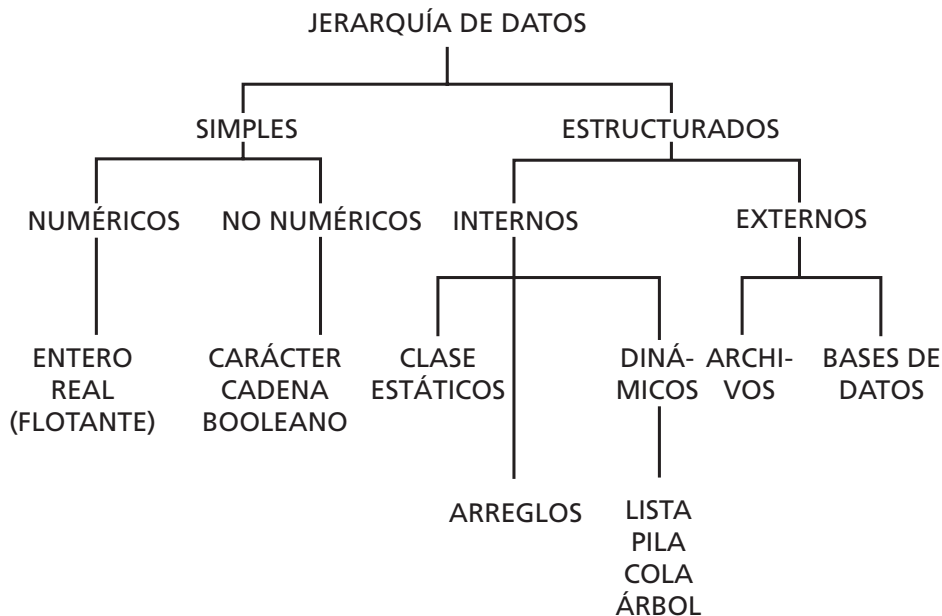 JERARQUÍA DE DATOS
SIMPLES
ESTRUCTURADOS
NUMÉRICOS
NO NUMÉRICOS
INTERNOS
EXTERNOS
ENTERO
REAL
(FLOTANTE)
CARÁCTER
CADENA
BOOLEANO
CLASE
ESTÁTICOS
DINÁ-
MICOS
ARCHI-
VOS
BASES DE
DATOS
ARREGLOS
LISTA
PILA
COLA
ÁRBOL